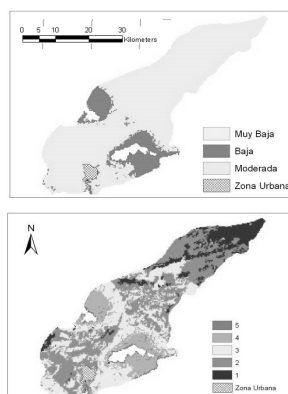 0 5 10 20 30
Kilometers
Muy Baja
Baja
Moderada
Zona Urbana
N
5
4
3
2
1
Zona Urbana